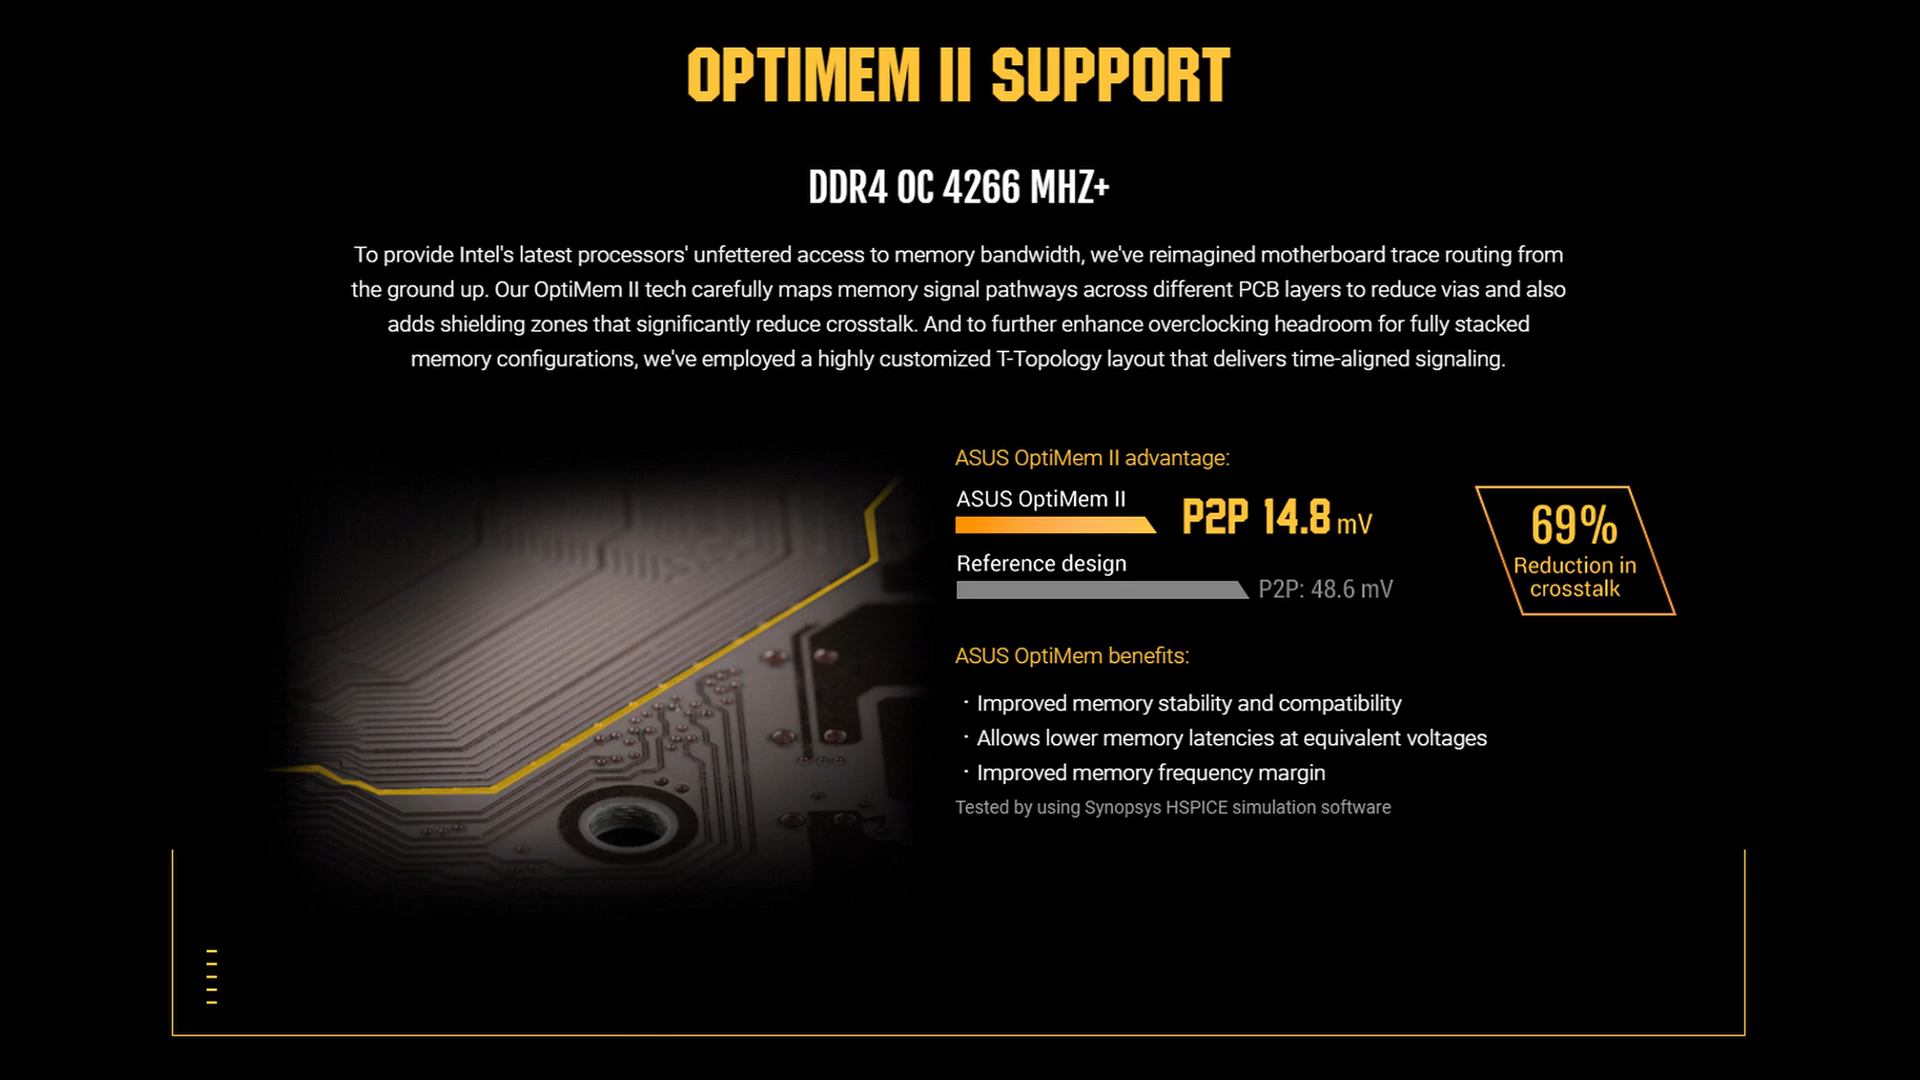 OPTIMEM II SUPPORT
DDR4 OC 4266 MHZ+
To provide Intel's latest processors' unfettered access to memory bandwidth, we've reimagined motherboard trace routing from
the ground up. Our OptiMem II tech carefully maps memory signal pathways across different PCB layers to reduce vias and also
adds shielding zones that significantly reduce crosstalk. And to further enhance overclocking headroom for fully stacked
memory configurations, we've employed a highly customized T-Topology layout that delivers time-aligned signaling.
ASUS OptiMem II advantage:
ASUS OptiMem II
P2P 14.8 mV
Reference design
P2P: 48.6 mV
69%
Reduction in
crosstalk
ASUS OptiMem benefits:
· Improved memory stability and compatibility
· Allows lower memory latencies at equivalent voltages
· Improved memory frequency margin
Tested by using Synopsys HSPICE simulation software